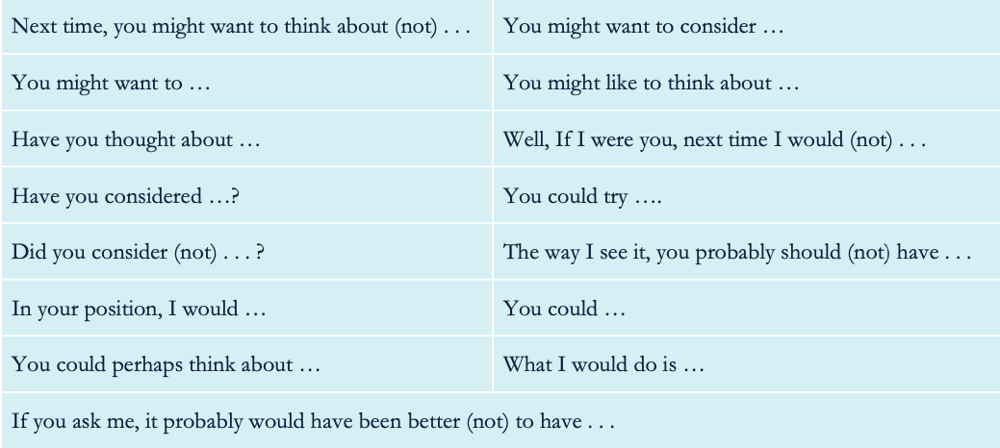 Next time, you might want to think about (not) . . .
You might want to consider …
You might want to …
You might like to think about …
Have you thought about …
Well, If I were you, next time I would (not) . . .
Have you considered …?
You could try ….
Did you consider (not) . . . ?
The way I see it, you probably should (not) have . . .
In your position, I would …
You could …
You could perhaps think about …
What I would do is …
If you ask me, it probably would have been better (not) to have . . .